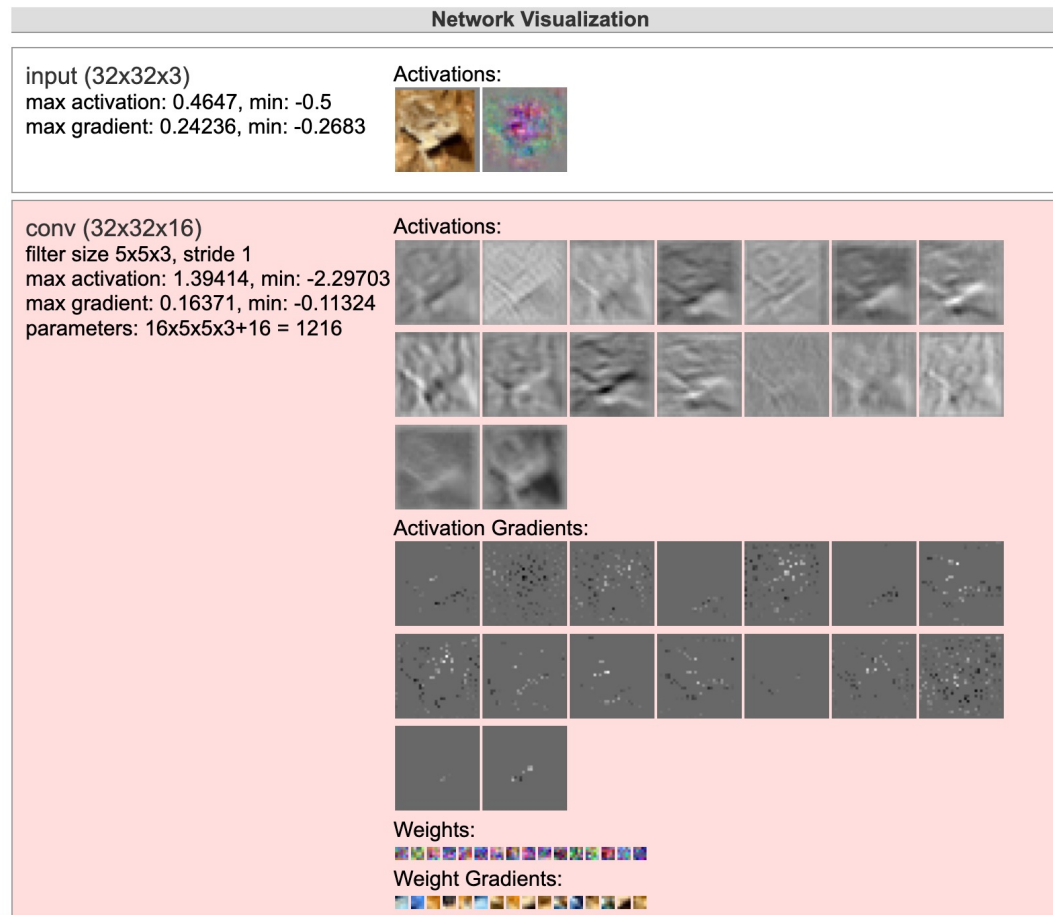 Network Visualization
input (32x32x3)
max activation: 0.4647, min: -0.5
max gradient: 0.24236, min: -0.2683
Activations:
conv (32x32x16)
filter size 5x5x3, stride 1
max activation: 1.39414, min: -2.29703
max gradient: 0.16371, min: -0.11324
parameters: 16x5x5x3+16 = 1216
Activations:
Activation Gradients:
Weights:
Weight Gradients: